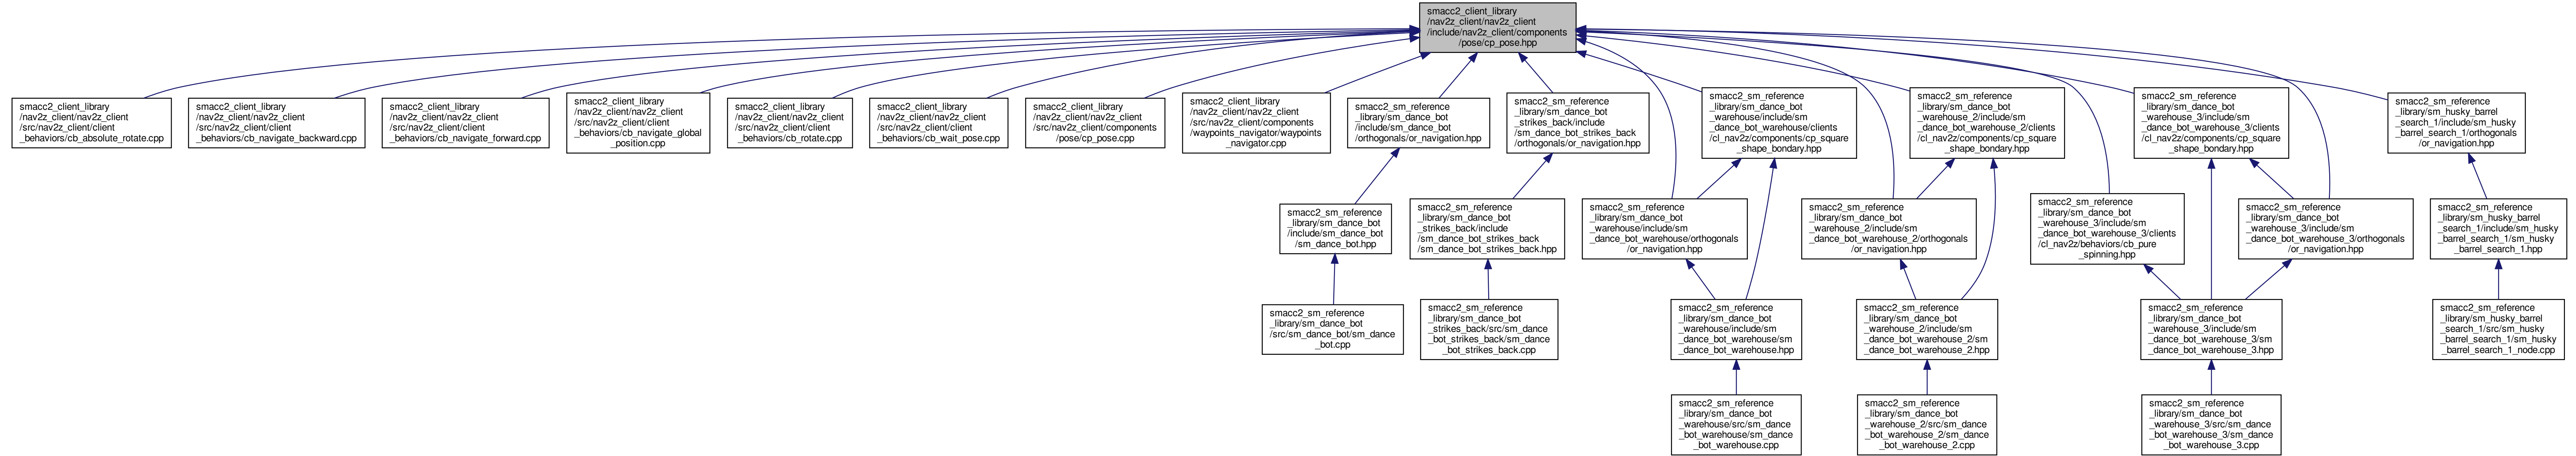 smacc2_client_library
/nav2z_client/nav2z_client
/include/nav2z_client/components
/pose/cp_pose.hpp
smacc2_client_library
/nav2z_client/nav2z_client
/src/nav2z_client/client
_behaviors/cb_absolute_rotate.cpp
smacc2_client_library
/nav2z_client/nav2z_client
/src/nav2z_client/client
_behaviors/cb_navigate_backward.cpp
smacc2_client_library
/nav2z_client/nav2z_client
/src/nav2z_client/client
_behaviors/cb_navigate_forward.cpp
smacc2_client_library
/nav2z_client/nav2z_client
/src/nav2z_client/client
_behaviors/cb_navigate_global
_position.cpp
smacc2_client_library
/nav2z_client/nav2z_client
/src/nav2z_client/client
_behaviors/cb_rotate.cpp
smacc2_client_library
/nav2z_client/nav2z_client
/src/nav2z_client/client
_behaviors/cb_wait_pose.cpp
smacc2_client_library
/nav2z_client/nav2z_client
/src/nav2z_client/components
/pose/cp_pose.cpp
smacc2_client_library
/nav2z_client/nav2z_client
/src/nav2z_client/components
/waypoints_navigator/waypoints
_navigator.cpp
smacc2_sm_reference
_library/sm_dance_bot
/include/sm_dance_bot
/orthogonals/or_navigation.hpp
smacc2_sm_reference
_library/sm_dance_bot
_strikes_back/include
/sm_dance_bot_strikes_back
/orthogonals/or_navigation.hpp
smacc2_sm_reference
_library/sm_dance_bot
_warehouse/include/sm
_dance_bot_warehouse/clients
/cl_nav2z/components/cp_square
_shape_bondary.hpp
smacc2_sm_reference
_library/sm_dance_bot
_warehouse_2/include/sm
_dance_bot_warehouse_2/clients
/cl_nav2z/components/cp_square
_shape_bondary.hpp
smacc2_sm_reference
_library/sm_dance_bot
_warehouse_3/include/sm
_dance_bot_warehouse_3/clients
/cl_nav2z/components/cp_square
_shape_bondary.hpp
smacc2_sm_reference
_library/sm_husky_barrel
_search_1/include/sm_husky
_barrel_search_1/orthogonals
/or_navigation.hpp
smacc2_sm_reference
_library/sm_dance_bot
/include/sm_dance_bot
/sm_dance_bot.hpp
smacc2_sm_reference
_library/sm_dance_bot
_strikes_back/include
/sm_dance_bot_strikes_back
/sm_dance_bot_strikes_back.hpp
smacc2_sm_reference
_library/sm_dance_bot
_warehouse/include/sm
_dance_bot_warehouse/orthogonals
/or_navigation.hpp
smacc2_sm_reference
_library/sm_dance_bot
_warehouse_2/include/sm
_dance_bot_warehouse_2/orthogonals
/or_navigation.hpp
smacc2_sm_reference
_library/sm_dance_bot
_warehouse_3/include/sm
_dance_bot_warehouse_3/clients
/cl_nav2z/behaviors/cb_pure
_spinning.hpp
smacc2_sm_reference
_library/sm_dance_bot
_warehouse_3/include/sm
_dance_bot_warehouse_3/orthogonals
/or_navigation.hpp
smacc2_sm_reference
_library/sm_husky_barrel
_search_1/include/sm_husky
_barrel_search_1/sm_husky
_barrel_search_1.hpp
smacc2_sm_reference
_library/sm_dance_bot
/src/sm_dance_bot/sm_dance
_bot.cpp
smacc2_sm_reference
_library/sm_dance_bot
_strikes_back/src/sm_dance
_bot_strikes_back/sm_dance
_bot_strikes_back.cpp
smacc2_sm_reference
_library/sm_dance_bot
_warehouse/include/sm
_dance_bot_warehouse/sm
_dance_bot_warehouse.hpp
smacc2_sm_reference
_library/sm_dance_bot
_warehouse_2/include/sm
_dance_bot_warehouse_2/sm
_dance_bot_warehouse_2.hpp
smacc2_sm_reference
_library/sm_dance_bot
_warehouse_3/include/sm
_dance_bot_warehouse_3/sm
_dance_bot_warehouse_3.hpp
smacc2_sm_reference
_library/sm_husky_barrel
_search_1/src/sm_husky
_barrel_search_1/sm_husky
_barrel_search_1_node.cpp
smacc2_sm_reference
_library/sm_dance_bot
_warehouse/src/sm_dance
_bot_warehouse/sm_dance
_bot_warehouse.cpp
smacc2_sm_reference
_library/sm_dance_bot
_warehouse_2/src/sm_dance
_bot_warehouse_2/sm_dance
_bot_warehouse_2.cpp
smacc2_sm_reference
_library/sm_dance_bot
_warehouse_3/src/sm_dance
_bot_warehouse_3/sm_dance
_bot_warehouse_3.cpp